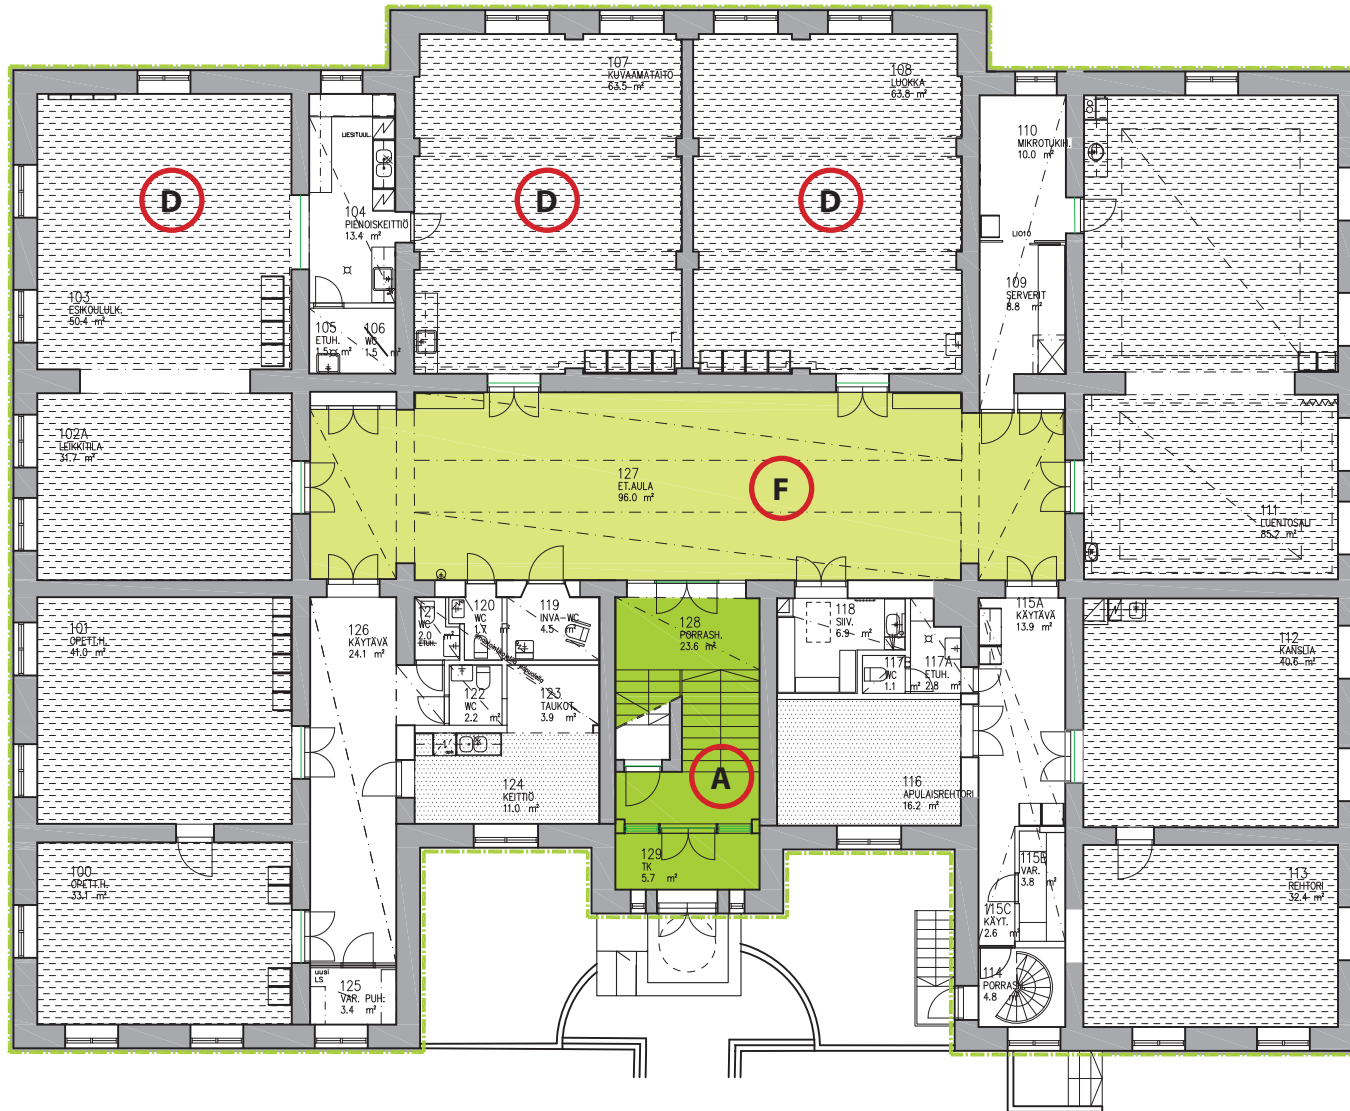 107
KUVAAMATAITO
63.5 m²
108
LUOKKA
63.8 m²
110
MIKROTUKIH.
10.0 m²
LIESITUUL.
D
D
D
104
PIENOISKEITTIÖ
13.4 m²
LIO10
103
ESIKOULULK.
50.4 m²
109
SERVERIT
8.8 m²
105
ETUH.
1.5 m²
106
WC
1.5 m²
102A
LEIKKITILA
31.7 m²
127
ET.AULA
96.0 m²
F
111
LUENTOSALI
85.2 m²
101
OPETT.H.
41.0 m²
126
KÄYTÄVÄ
24.1 m²
WC
2.0 m²
ETUH.
120
WC
1.7 m²
119
INVA-WC
4.5 m²
128
PORRASH.
23.6 m²
118
SIIV.
6.9 m²
115A
KÄYTÄVÄ
13.9 m²
112
KANSLIA
40.6 m²
117B
WC
1.1 m²
117A
ETUH.
2.8 m²
122
WC
2.2 m²
123
TAUKOT.
3.9 m²
124
KEITTIÖ
11.0 m²
A
116
APULAISREHTORI
16.2 m²
100
OPETT.H.
33.1 m²
129
TK
5.7 m²
115B
VAR.
3.8 m²
113
REHTORI
32.4 m²
115C
KÄYT.
2.6 m²
uusi
LS
125
VAR. PUH.
3.4 m²
114
PORRASH.
4.8 m²